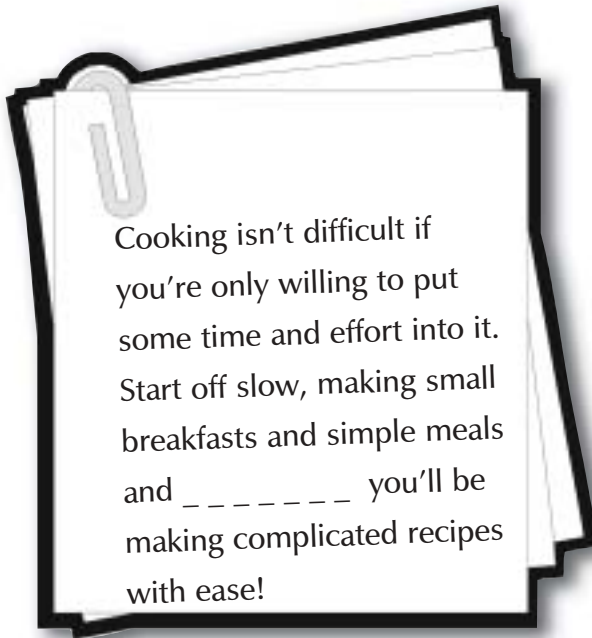 Cooking isn't difficult if
you're only willing to put
some time and effort into it.
Start off slow, making small
breakfasts and simple meals
and _ _ _ _ _ _ _ you'll be
making complicated recipes
with ease!